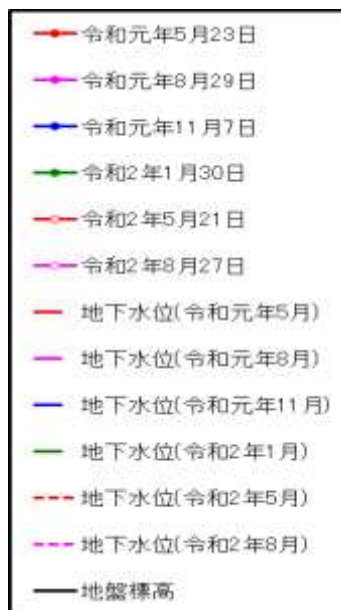 令和元年5月23日
令和元年8月29日
令和元年11月7日
令和2年1月30日
令和2年5月21日
令和2年8月27日
地下水位(令和元年5月)
地下水位(令和元年8月)
地下水位(令和元年11月)
地下水位(令和2年1月)
地下水位(令和2年5月)
地下水位(令和2年8月)
地盤標高